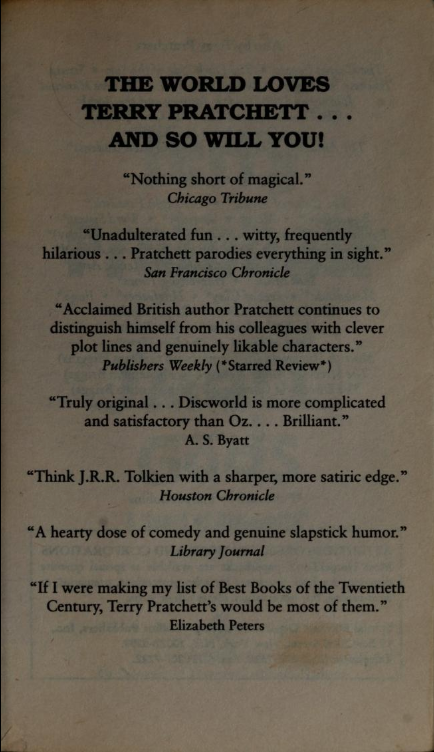 THE WORLD LOVES
TERRY PRATCHETT . . .
AND SO WILL YOU!
“Nothing short of magical.”
Chicago Tribune
“Unadulterated fun . . . witty, frequently
hilarious . . . Pratchett parodies everything in sight.”
San Francisco Chronicle
“Acclaimed British author Pratchett continues to
distinguish himself from his colleagues with clever
plot lines and genuinely likable characters.”
Publishers Weekly (*Starred Review*)
“Truly original . . . Discworld is more complicated
and satisfactory than Oz. . . . Brilliant.”
A. S. Byatt
“Think J.R.R. Tolkien with a sharper, more satiric edge.”
Houston Chronicle
“A hearty dose of comedy and genuine slapstick humor.”
Library Journal
“If I were making my list of Best Books of the Twentieth
Century, Terry Pratchett’s would be most of them.”
Elizabeth Peters